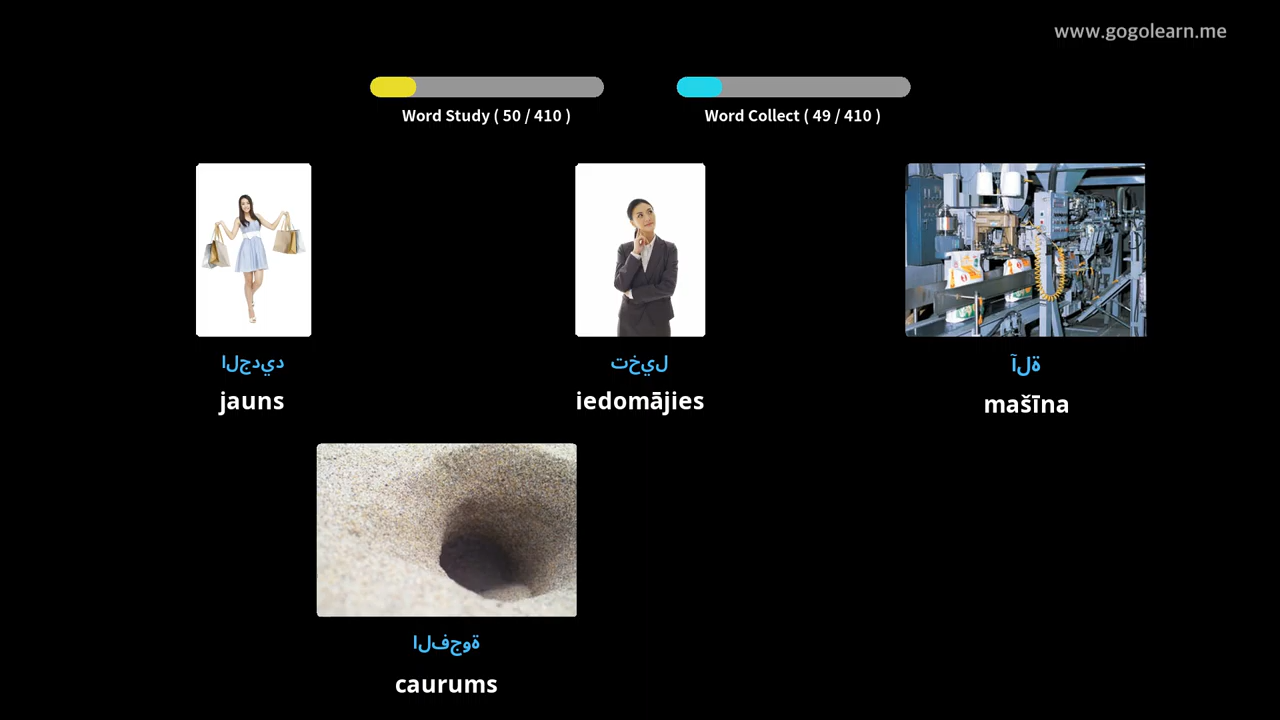 www.gogolearn.me
Word Study ( 50 / 410 )
Word Collect ( 49 / 410 )
الجديد
jauns
تخيل
iedomājies
آلة
mašīna
الفجوة
caurums